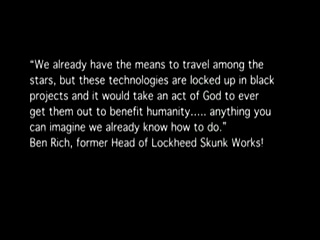 “We already have the means to travel among the
stars, but these technologies are locked up in black
projects and it would take an act of God to ever
get them out to benefit humanity..... anything you
can imagine we already know how to do.”
Ben Rich, former Head of Lockheed Skunk Works!